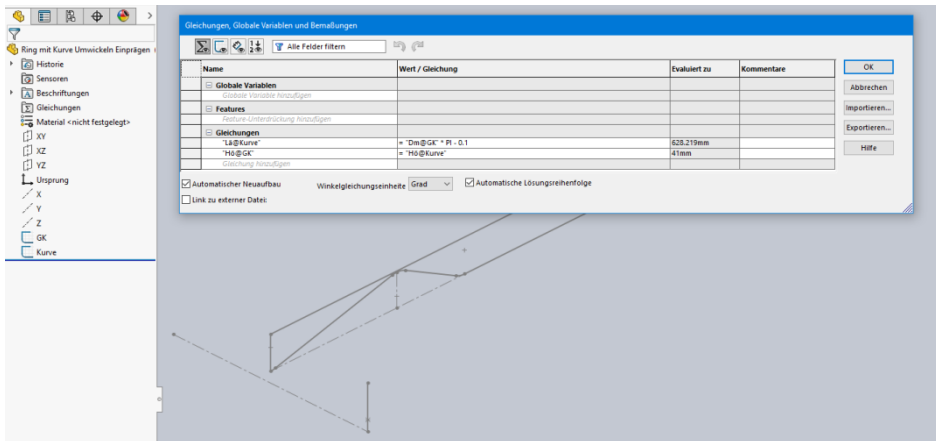 Ring mit Kurve Umwickeln Einprägen
Historie
Sensoren
Beschriftungen
Gleichungen
Material <nicht festgelegt>
XY
XZ
YZ
Ursprung
X
Y
Z
GK
Kurve
Gleichungen, Globale Variablen und Bemaßungen
Alle Felder filtern
Name Wert / Gleichung Evaluiert zu Kommentare
Globale Variablen
Globale Variable hinzufügen
Features
Feature-Unterdrückung hinzufügen
Gleichungen
"Lä@Kurve" = "Dm@GK" * PI - 0.1 628.219mm
"Hö@GK" = "Hö@Kurve" 41mm
Gleichung hinzufügen
OK
Abbrechen
Importieren...
Exportieren...
Hilfe
Automatischer Neuaufbau Winkelgleichungseinheite Grad Automatische Lösungsreihenfolge
Link zu externer Datei: